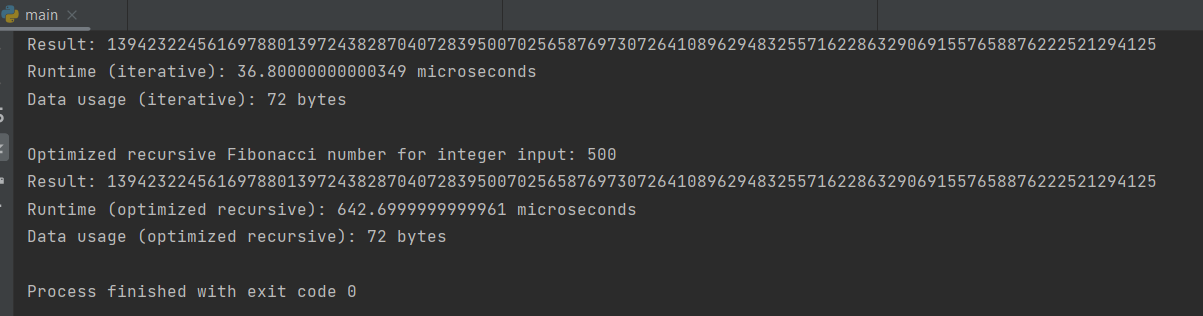 main
Result: 139423224561697880139724382870407283950070256587697307264108962948325571622863290691557658876222521294125
Runtime (iterative): 36.80000000000349 microseconds
Data usage (iterative): 72 bytes
Optimized recursive Fibonacci number for integer input: 500
Result: 139423224561697880139724382870407283950070256587697307264108962948325571622863290691557658876222521294125
Runtime (optimized recursive): 642.6999999999961 microseconds
Data usage (optimized recursive): 72 bytes
Process finished with exit code 0